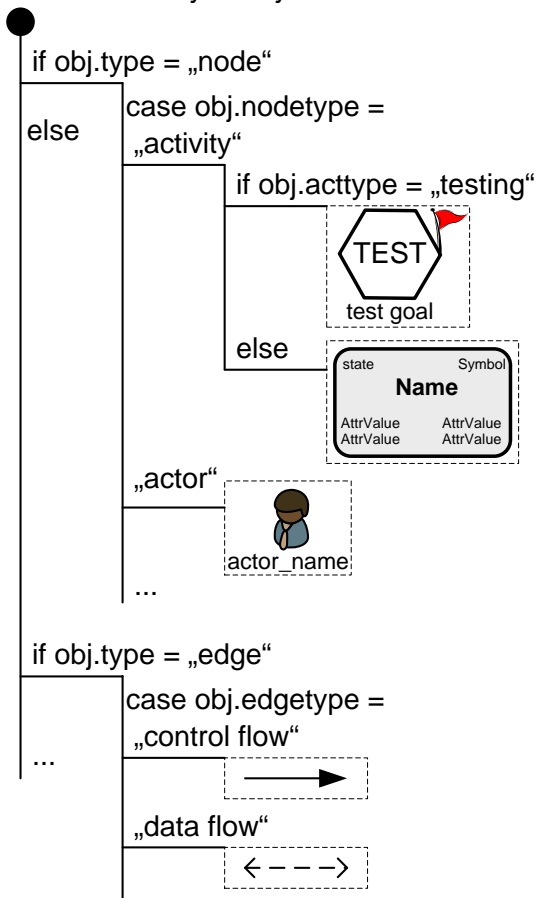 if obj.type = „node“
case obj.nodetype =
else
„activity“
if obj.acttype = „testing“
TEST
test goal
else
state Symbol
Name
AttrValue AttrValue
AttrValue AttrValue
„actor“
actor_name
...
if obj.type = „edge“
case obj.edgetype =
„control flow“
...
„data flow“